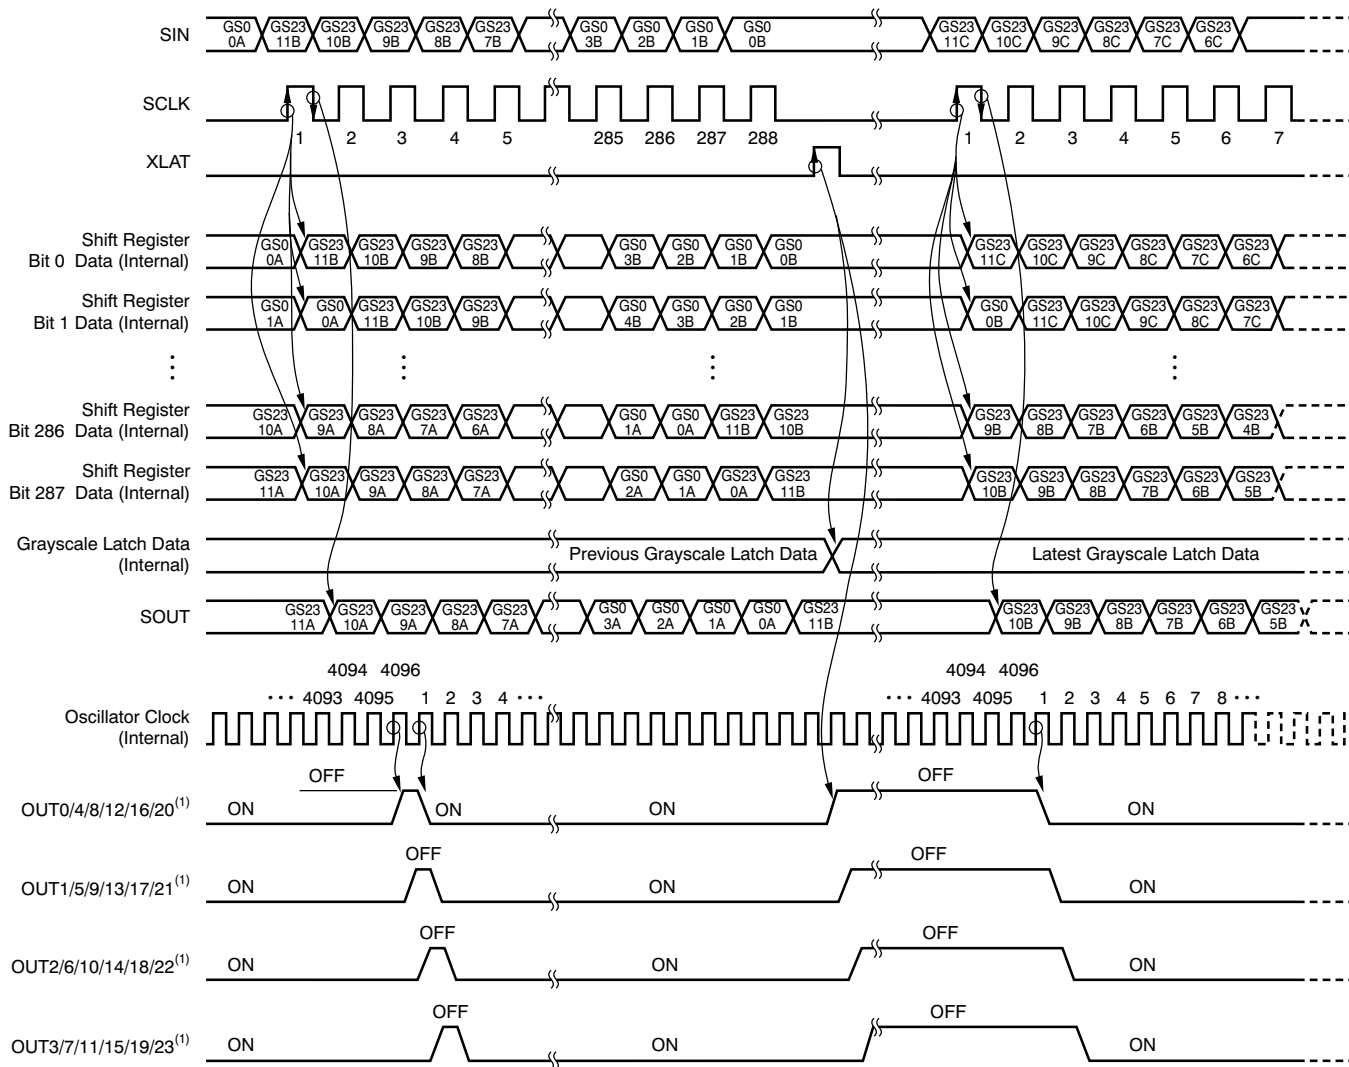 SIN
GS0 GS23 GS23 GS23 GS23 GS23 GS0 GS0 GS0 GS0 GS23 GS23 GS23 GS23 GS23 GS23
0A 11B 10B 9B 8B 7B 3B 2B 1B 0B 11C 10C 9C 8C 7C 6C
SCLK
1 2 3 4 5 285 286 287 288 1 2 3 4 5 6 7
XLAT
Shift Register
Bit 0 Data (Internal)
GS0 GS23 GS23 GS23 GS23 GS0 GS0 GS0 GS0 GS23 GS23 GS23 GS23 GS23 GS23
0A 11B 10B 9B 8B 3B 2B 1B 0B 11C 10C 9C 8C 7C 6C
Shift Register
Bit 1 Data (Internal)
GS0 GS0 GS23 GS23 GS23 GS0 GS0 GS0 GS0 GS0 GS23 GS23 GS23 GS23 GS23
1A 0A 11B 10B 9B 4B 3B 2B 1B 0B 11C 10C 9C 8C 7C
Shift Register
Bit 286 Data (Internal)
GS23 GS23 GS23 GS23 GS23 GS0 GS0 GS23 GS23 GS23 GS23 GS23 GS23 GS23 GS23
10A 9A 8A 7A 6A 1A 0A 11B 10B 9B 8B 7B 6B 5B 4B
Shift Register
Bit 287 Data (Internal)
GS23 GS23 GS23 GS23 GS23 GS0 GS0 GS23 GS23 GS23 GS23 GS23 GS23 GS23 GS23
11A 10A 9A 8A 7A 2A 1A 0A 11B 10B 9B 8B 7B 6B 5B
Grayscale Latch Data
(Internal)
Previous Grayscale Latch Data Latest Grayscale Latch Data
SOUT
GS23 GS23 GS23 GS23 GS23 GS0 GS0 GS0 GS0 GS23 GS23 GS23 GS23 GS23 GS23 GS23
11A 10A 9A 8A 7A 3A 2A 1A 0A 11B 10B 9B 8B 7B 6B 5B
4094 4096 4094 4096
... 4093 4095 1 2 3 4 ... ... 4093 4095 1 2 3 4 5 6 7 8 ...
Oscillator Clock
(Internal)
OFF OFF
OUT0/4/8/12/16/20(1) ON ON ON ON
OFF OFF
OUT1/5/9/13/17/21(1) ON ON ON
OFF OFF
OUT2/6/10/14/18/22(1) ON ON ON
OFF OFF
OUT3/7/11/15/19/23(1) ON ON ON